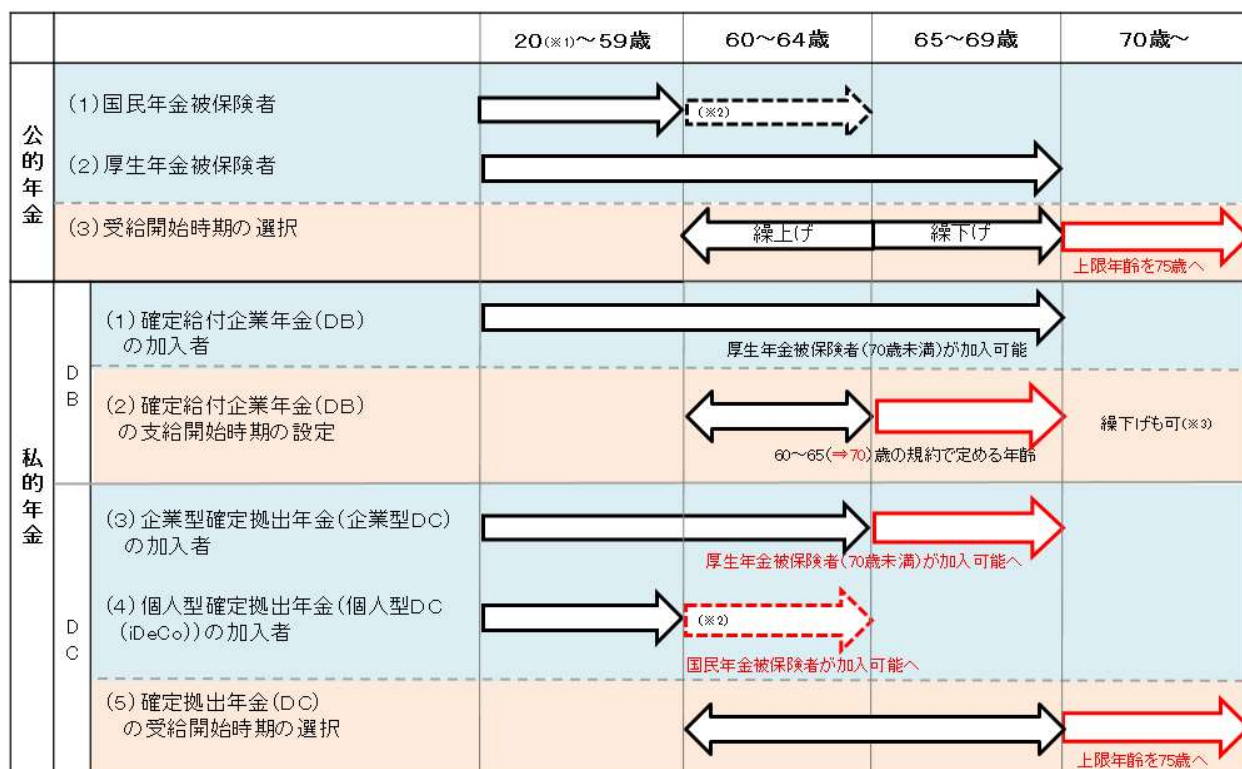 20(※1)～59歳
60～64歳
65～69歳
70歳～
公的年金
(1)国民年金被保険者
(※2)
(2)厚生年金被保険者
(3)受給開始時期の選択
繰上げ
繰下げ
上限年齢を75歳へ
私的年金
DB
(1)確定給付企業年金(DB)
の加入者
厚生年金被保険者(70歳未満)が加入可能
(2)確定給付企業年金(DB)
の支給開始時期の設定
60～65(⇒70)歳の規約で定める年齢
繰下げも可(※3)
DC
(3)企業型確定拠出年金(企業型DC)
の加入者
厚生年金被保険者(70歳未満)が加入可能へ
(4)個人型確定拠出年金(個人型DC
(iDeCo))の加入者
(※2)
国民年金被保険者が加入可能へ
(5)確定拠出年金(DC)
の受給開始時期の選択
上限年齢を75歳へ